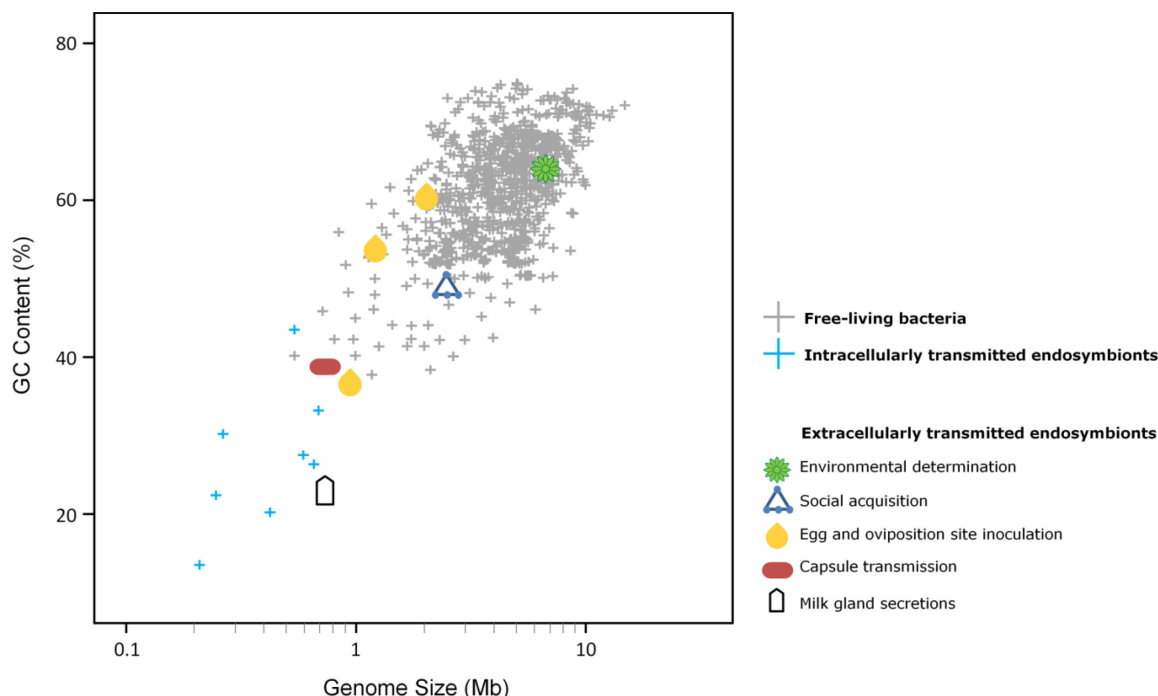 80
60
40
20
GC Content (%)
0.1
1
10
Genome Size (Mb)
Free-living bacteria
Intracellularly transmitted endosymbionts
Extracellularly transmitted endosymbionts
Environmental determination
Social acquisition
Egg and oviposition site inoculation
Capsule transmission
Milk gland secretions